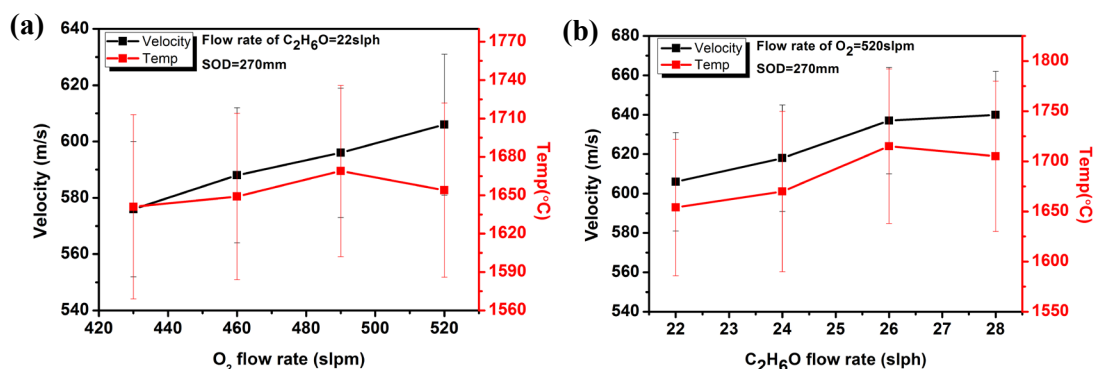 (a)
640
620
600
580
560
540
Velocity (m/s)
Velocity
Temp
Flow rate of C₂H₆O=22slph
SOD=270mm
1770
1740
1710
1680
1650
1620
1590
1560
Temp(°C)
420 440 460 480 500 520
O₂ flow rate (slpm)
(b)
680
660
640
620
600
580
560
540
Velocity (m/s)
Velocity
Temp
Flow rate of O₂=520slpm
SOD=270mm
1800
1750
1700
1650
1600
1550
Temp(°C)
22 23 24 25 26 27 28
C₂H₆O flow rate (slph)